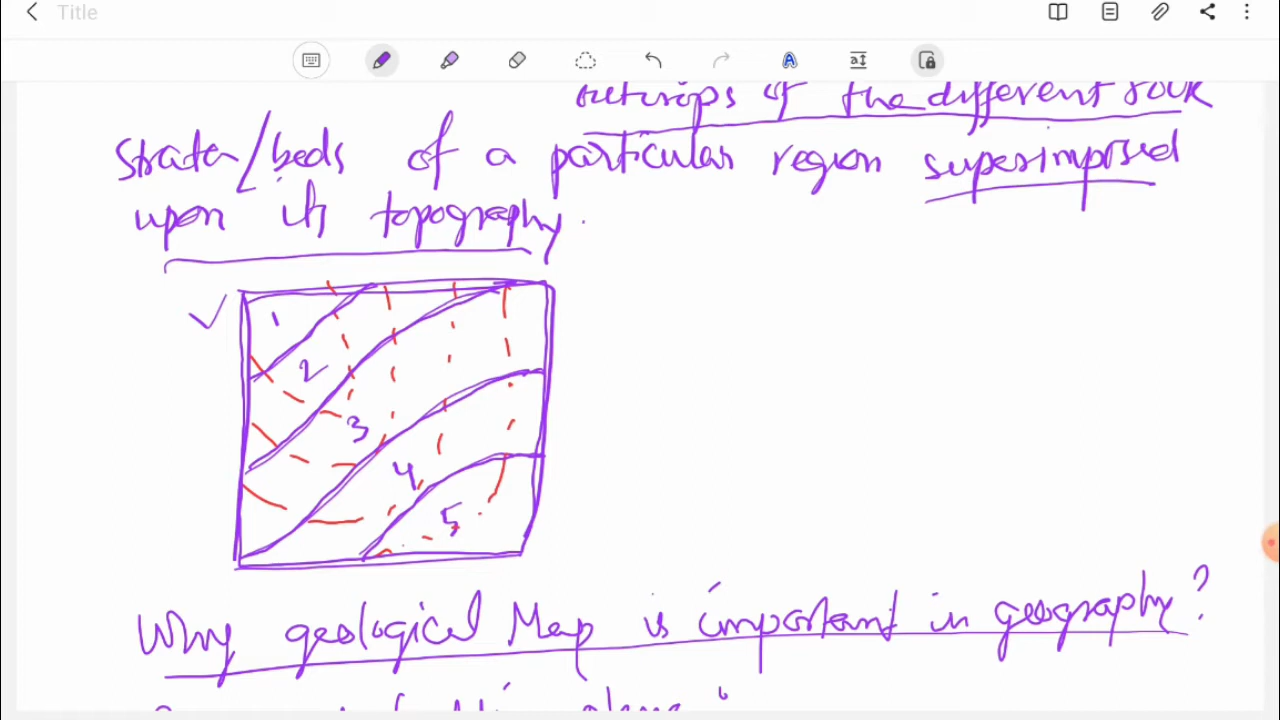 Title
outcrops of the different rock
strata/beds of a particular region superimposed
upon its topography.
1
2
3
4
5
Why geological Map is important in geography?